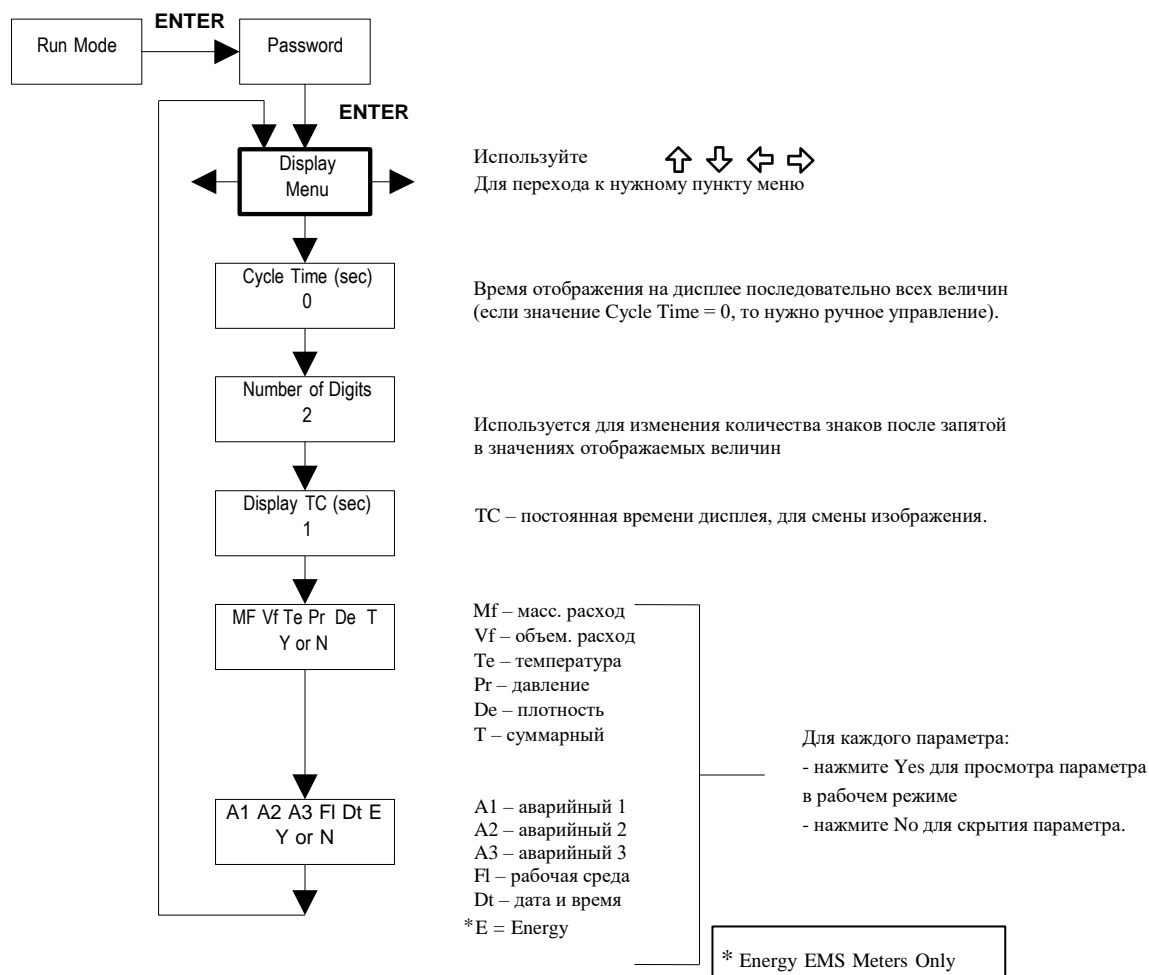 ENTER
Run Mode
Password
ENTER
Display
Menu
Используйте
Для перехода к нужному пункту меню
Cycle Time (sec)
0
Время отображения на дисплее последовательно всех величин
(если значение Cycle Time = 0, то нужно ручное управление).
Number of Digits
2
Используется для изменения количества знаков после запятой
в значениях отображаемых величин
Display TC (sec)
1
TC – постоянная времени дисплея, для смены изображения.
MF Vf Te Pr De T
Y or N
Mf – масс. расход
Vf – объем. расход
Te – температура
Pr – давление
De – плотность
T – суммарный
Для каждого параметра:
- нажмите Yes для просмотра параметра
в рабочем режиме
- нажмите No для скрытия параметра.
A1 A2 A3 Fl Dt E
Y or N
A1 – аварийный 1
A2 – аварийный 2
A3 – аварийный 3
Fl – рабочая среда
Dt – дата и время
*E = Energy
* Energy EMS Meters Only